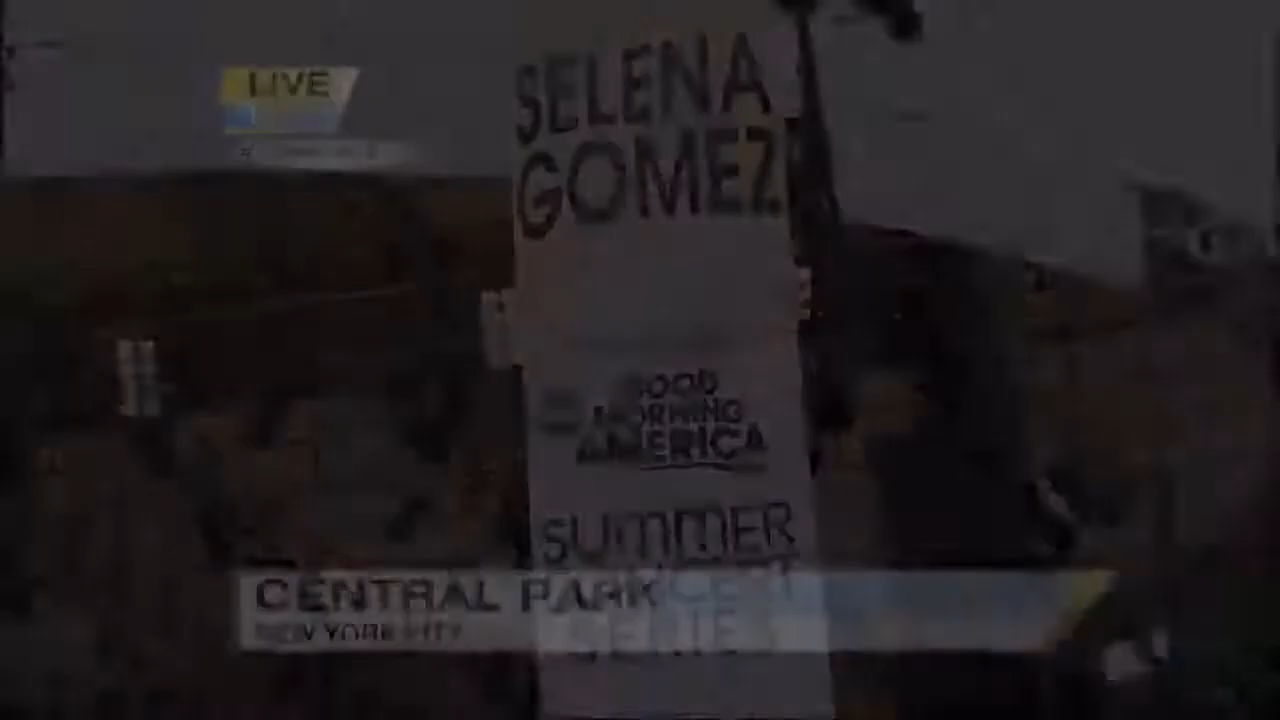 LIVE
SELENA
GOMEZ
GOOD
MORNING
AMERICA
SUMMER
CENTRAL PARK
NEW YORK CITY